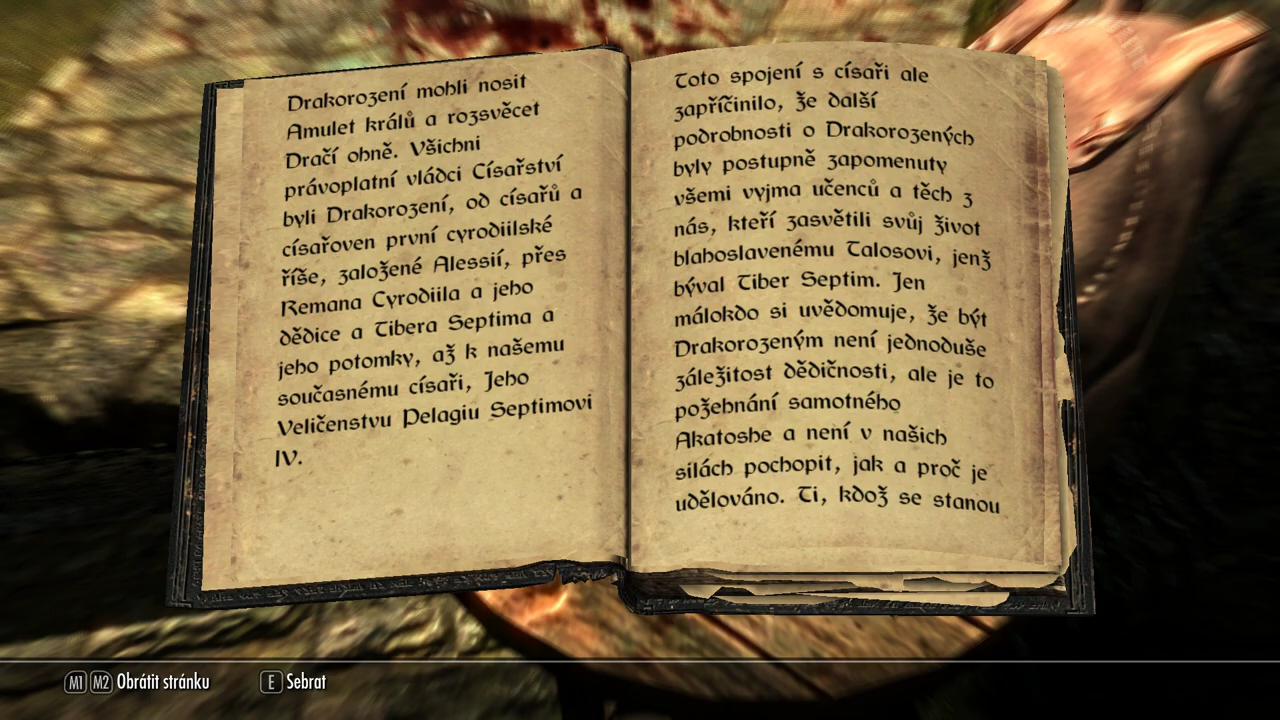 Drakorození mohli nosit
Amulet králů a rozsvěcet
Dračí ohně. Všichni
právoplatní vládci Císařství
byli Drakorození, od císařů a
císařoven první cyrodiilské
říše, založené Alessií, přes
Remana Cyrodiila a jeho
dědice a Tibera Septima a
jeho potomky, až k našemu
současnému císaři, Jeho
Veličenstvu Pelagiu Septimovi
IV.
Toto spojení s císaři ale
zapříčinilo, že další
podrobnosti o Drakorozených
byly postupně zapomenuty
všemi vyjma učenců a těch z
nás, kteří zasvětili svůj život
blahoslavenému Talosovi, jenž
býval Tiber Septim. Jen
málokdo si uvědomuje, že být
Drakorozeným není jednoduše
záležitost dědičnosti, ale je to
požehnání samotného
Akatoshe a není v našich
silách pochopit, jak a proč je
udělováno. Ti, kdož se stanou
M1 M2 Obrátit stránku
E Sebrat